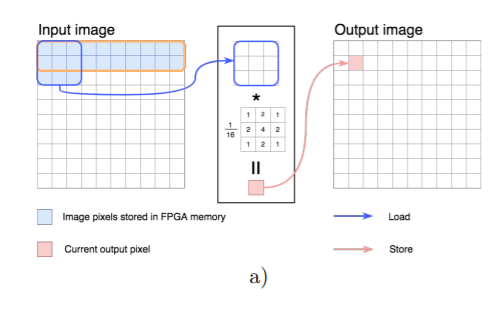 Input image
Output image
*
1 2 1
1/16 2 4 2
1 2 1
=
Image pixels stored in FPGA memory
Load
Current output pixel
Store
a)